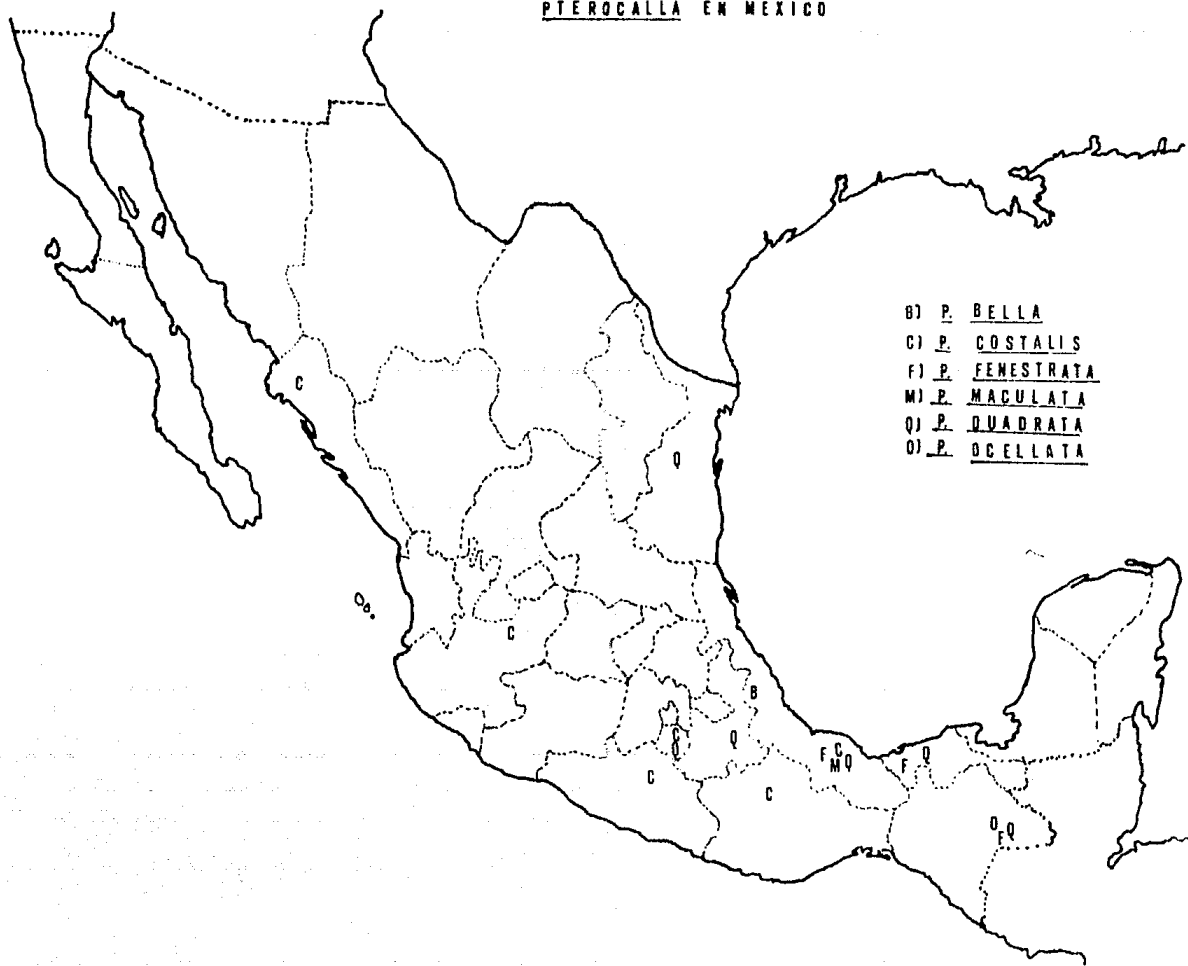 PTEROCALLA EN MEXICO
B) P. BELLA
C) P. COSTALIS
F) P. FENESTRATA
M) P. MACULATA
Q) P. QUADRATA
O) P. OCELLATA
C
Q
C
B
C
Q
Q
F C
M Q
F Q
C
C
O Q
F